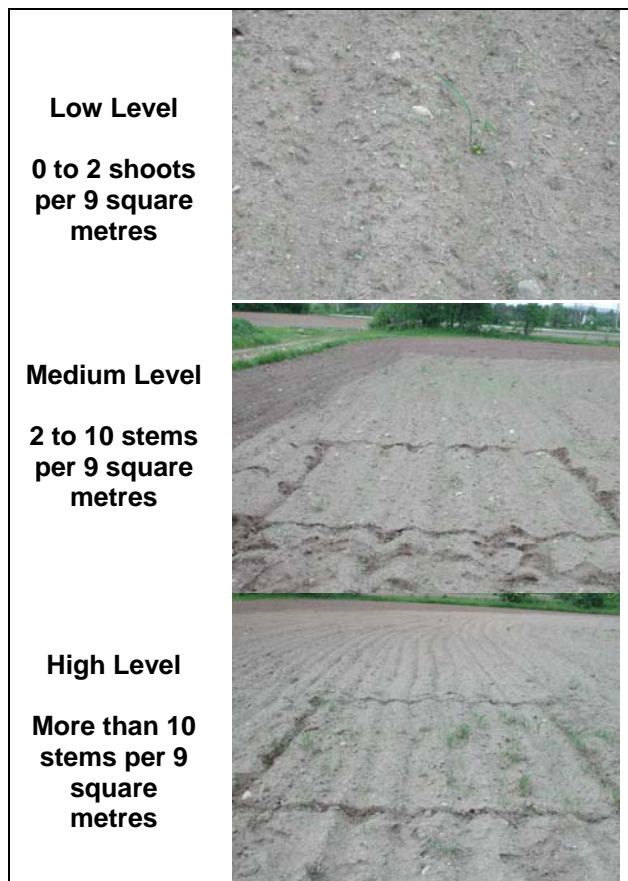 Low Level
0 to 2 shoots
per 9 square
metres
Medium Level
2 to 10 stems
per 9 square
metres
High Level
More than 10
stems per 9
square
metres